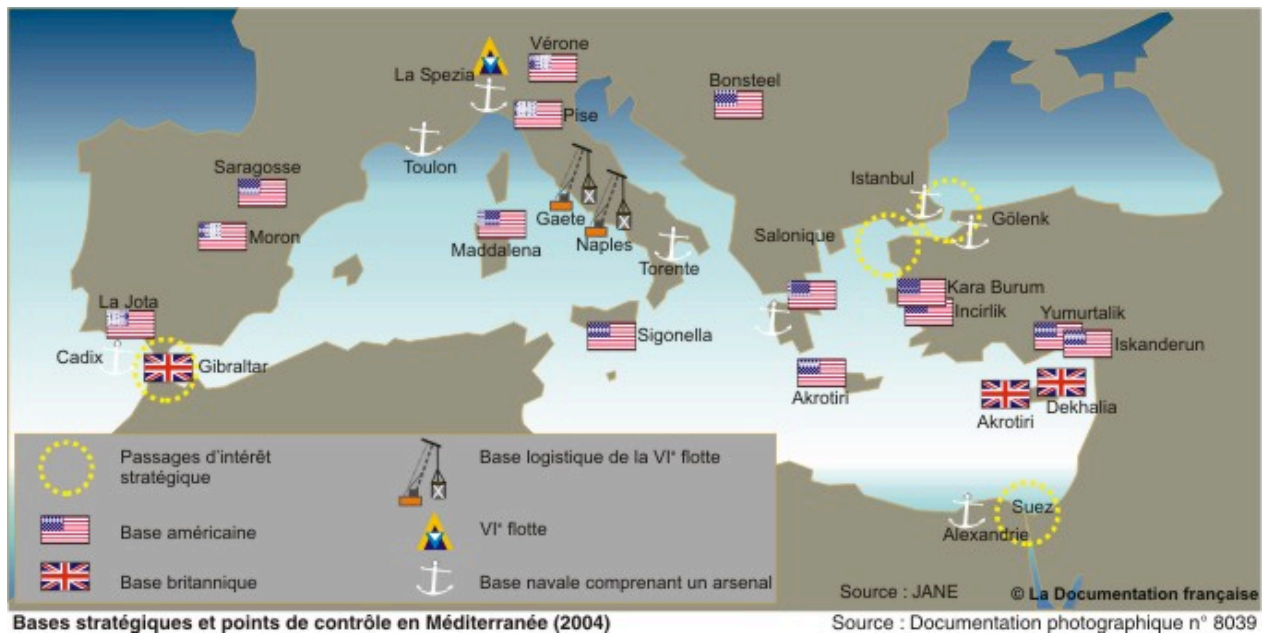 Vérone
La Spezia
Bonsteel
Pise
Toulon
Saragosse
Istanbul
Gaete
Gölenk
Moron
Maddalena
Naples
Salonique
Torente
Kara Burum
La Jota
Incirlik
Yumurtalik
Sigonella
Iskanderun
Cadix
Gibraltar
Akrotiri
Dekhalia
Akrotiri
Passages d'intérêt
stratégique
Base américaine
Base britannique
Base logistique de la VI° flotte
VI° flotte
Base navale comprenant un arsenal
Suez
Alexandrie
Source : JANE
© La Documentation française
Bases stratégiques et points de contrôle en Méditerranée (2004)
Source : Documentation photographique n° 8039